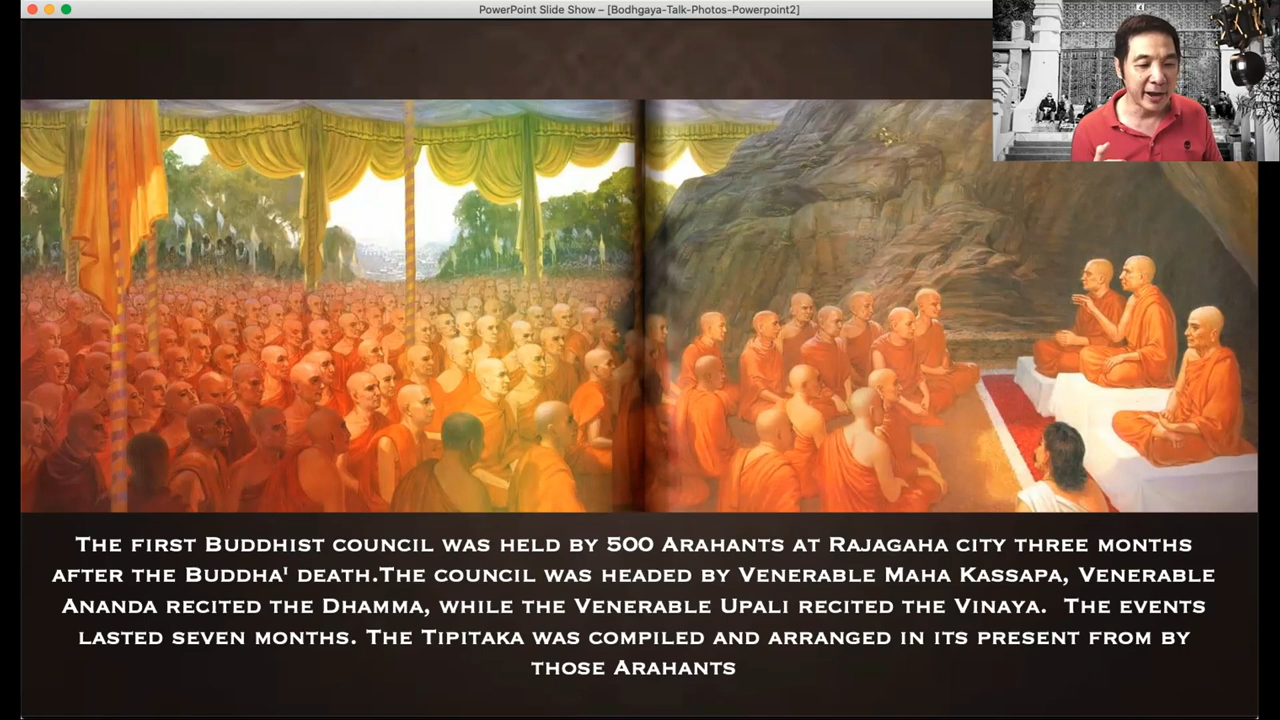 PowerPoint Slide Show – [Bodhgaya-Talk-Photos-Powerpoint2]
The first Buddhist council was held by 500 Arahants at Rajagaha city three months
after the Buddha' death.The council was headed by Venerable Maha Kassapa, Venerable
Ananda recited the Dhamma, while the Venerable Upali recited the Vinaya. The events
lasted seven months. The Tipitaka was compiled and arranged in its present from by
those Arahants